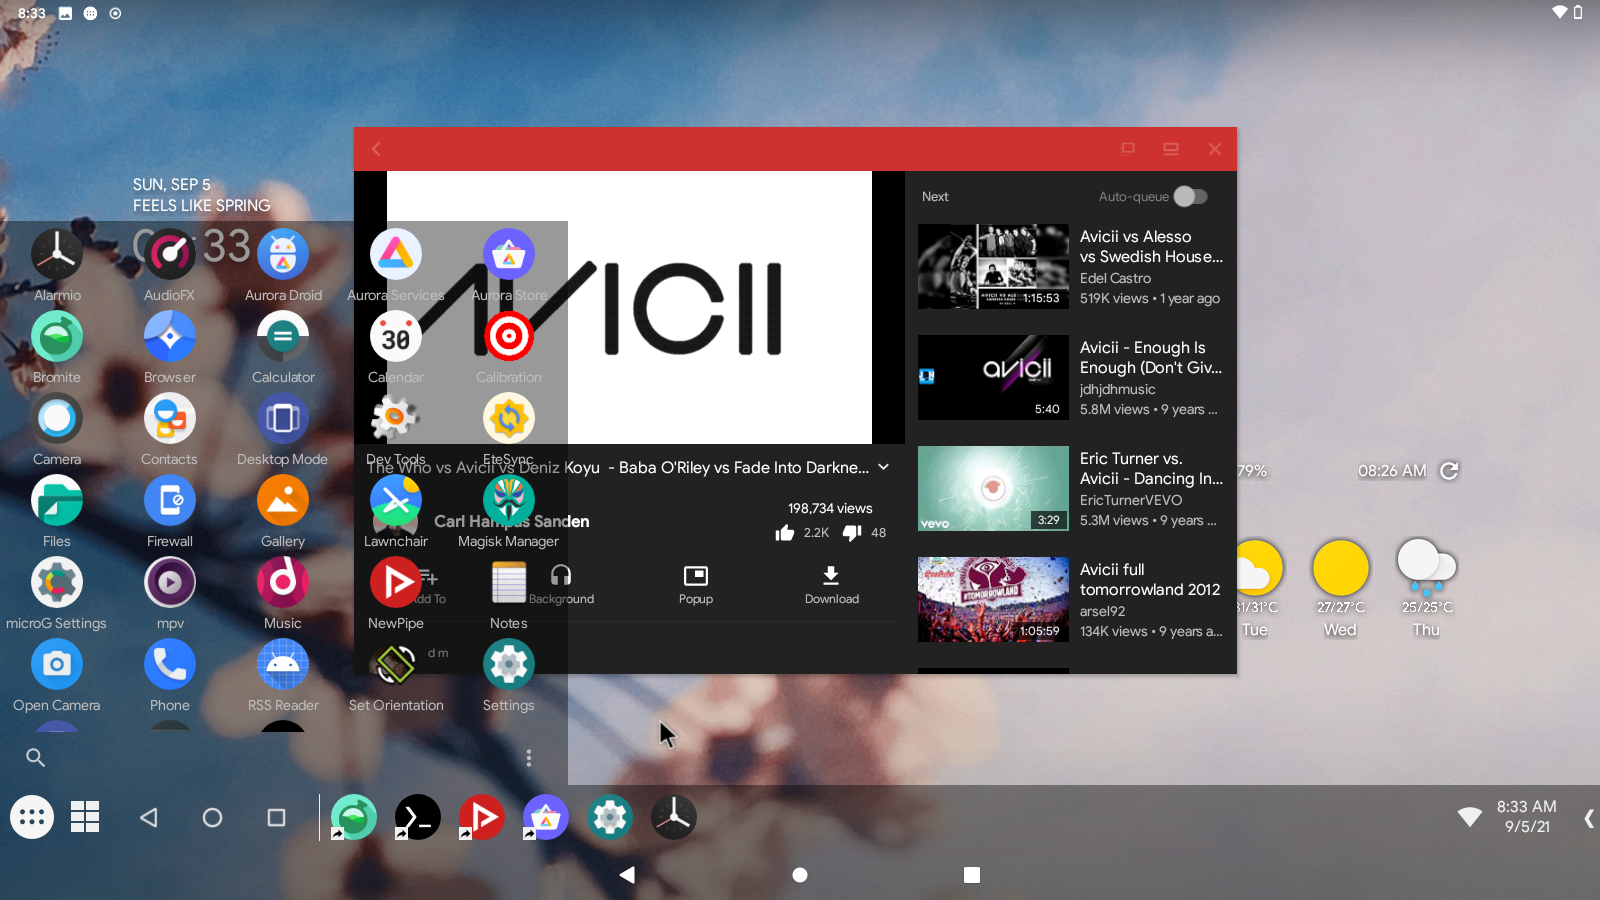 8:33
SUN, SEP 5
FEELS LIKE SPRING
:33
Alarmio
AudioFX
Aurora Droid
Aurora Services
Aurora Store
Bromite
Browser
Calculator
30
Calendar
Calibration
Camera
Contacts
Desktop Mode
Dev Tools
EteSync
Files
Firewall
Gallery
Lawnchair
Magisk Manager
microG Settings
mpv
Music
NewPipe
Notes
Open Camera
Phone
RSS Reader
Set Orientation
Settings
AVICII
The Who vs Avicii vs Deniz Koyu - Baba O'Riley vs Fade Into Darkne...
Carl Hampus Sanden
198,734 views
2.2K
48
Add To
Background
Popup
Download
d m
Next
Auto-queue
1:15:53
Avicii vs Alesso
vs Swedish House...
Edel Castro
519K views • 1 year ago
avicii
5:40
Avicii - Enough Is
Enough (Don't Giv...
jdhjdhmusic
5.8M views • 9 years ...
vevo
3:29
Eric Turner vs.
Avicii - Dancing In...
EricTurnerVEVO
5.3M views • 9 years ...
#TOMORROWLAND
1:05:59
Avicii full
tomorrowland 2012
arsel92
134K views • 9 years a...
79%
08:26 AM
31/31°C
27/27°C
25/25°C
Tue
Wed
Thu
8:33 AM
9/5/21